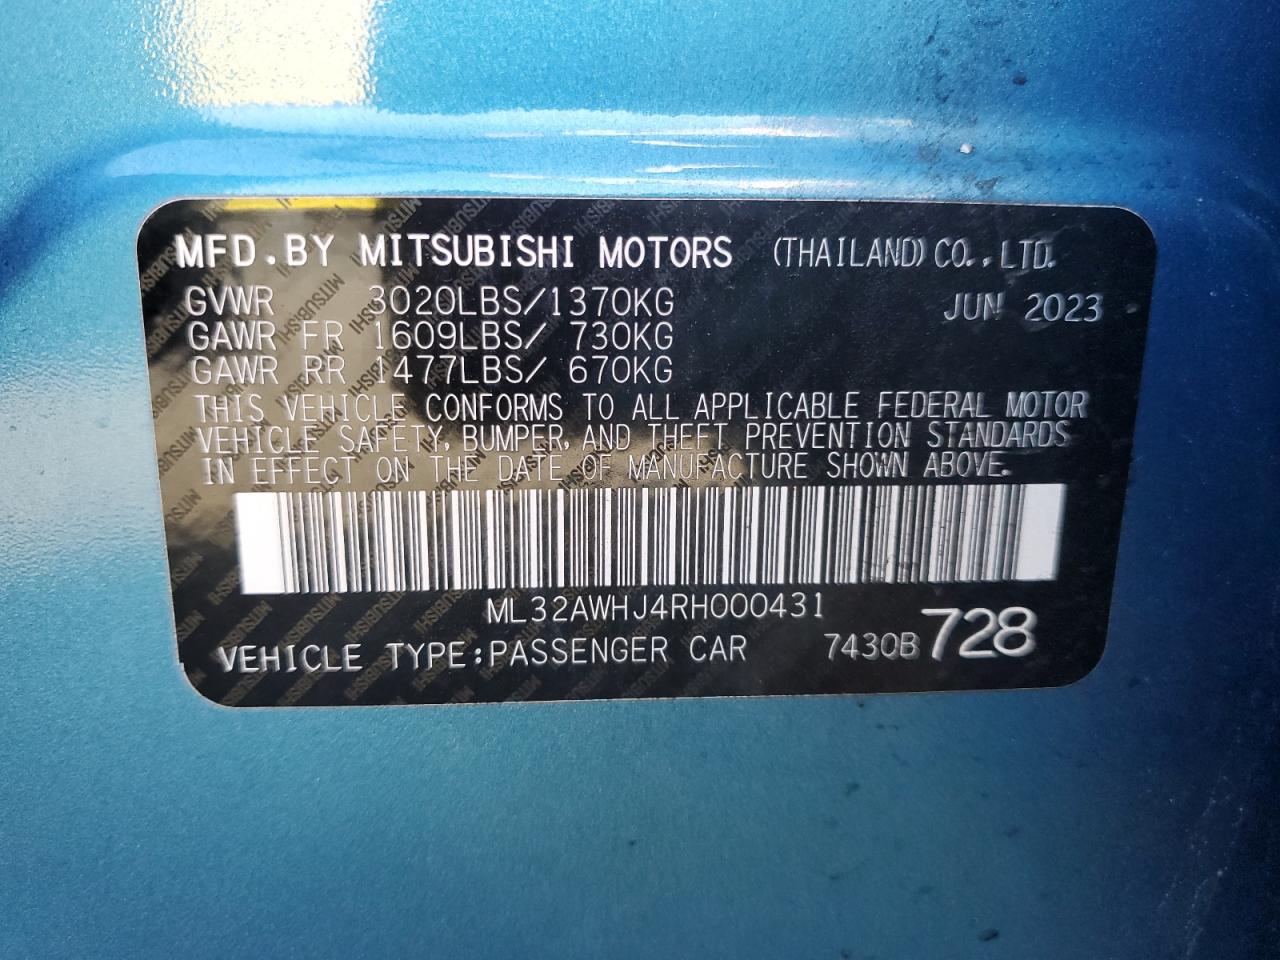 MFD.BY MITSUBISHI MOTORS (THAILAND) CO.,LTD.
GVWR 3020LBS/1370KG JUN 2023
GAWR FR 1609LBS/ 730KG
GAWR RR 1477LBS/ 670KG
THIS VEHICLE CONFORMS TO ALL APPLICABLE FEDERAL MOTOR
VEHICLE SAFETY, BUMPER, AND THEFT PREVENTION STANDARDS
IN EFFECT ON THE DATE OF MANUFACTURE SHOWN ABOVE.
ML32AWHJ4RH000431
VEHICLE TYPE:PASSENGER CAR 7430B 728